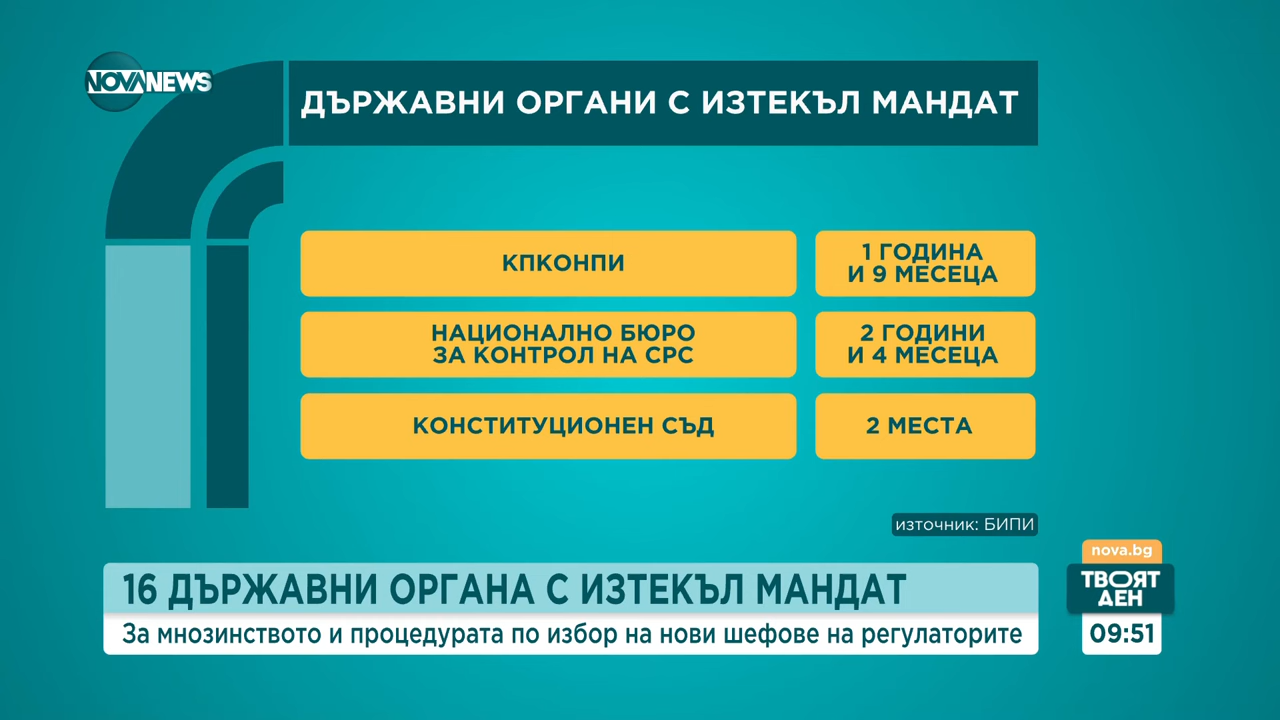 NOVANEWS
ДЪРЖАВНИ ОРГАНИ С ИЗТЕКЪЛ МАНДАТ
КПКОНПИ
1 ГОДИНА
И 9 МЕСЕЦА
НАЦИОНАЛНО БЮРО
ЗА КОНТРОЛ НА СРС
2 ГОДИНИ
И 4 МЕСЕЦА
КОНСТИТУЦИОНЕН СЪД
2 МЕСТА
източник: БИПИ
16 ДЪРЖАВНИ ОРГАНА С ИЗТЕКЪЛ МАНДАТ
За мнозинството и процедурата по избор на нови шефове на регулаторите
nova.bg
ТВОЯТ
ДЕН
09:51